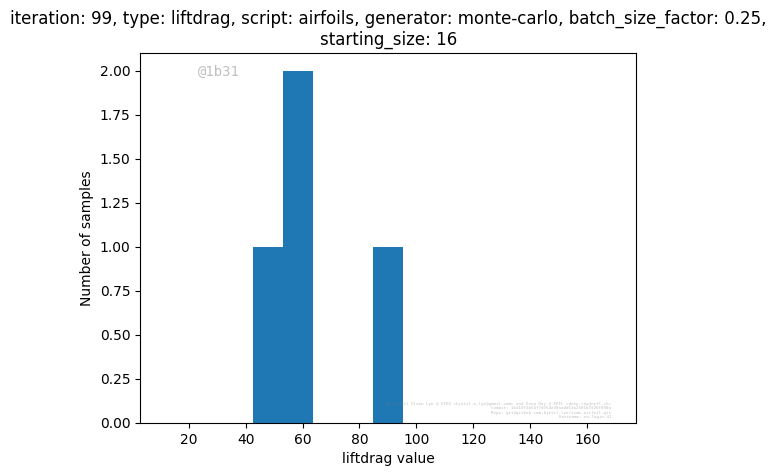 iteration: 99, type: liftdrag, script: airfoils, generator: monte-carlo, batch_size_factor: 0.25,
starting_size: 16
@1b31
2.00
1.75
1.50
1.25
1.00
0.75
0.50
0.25
0.00
Number of samples
20 40 60 80 100 120 140 160
liftdrag value